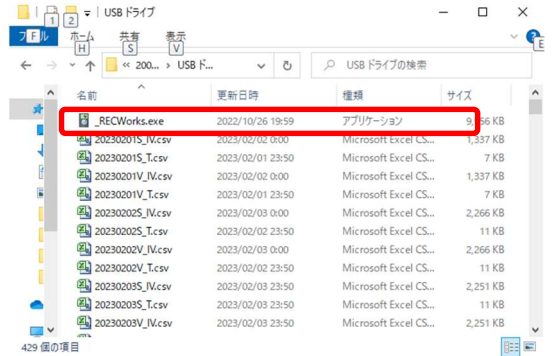 USB ドライブ
1 2
ファイル ホーム 共有 表示
F H S V E
« 200... › USB ド... USB ドライブの検索
名前 更新日時 種類 サイズ
_RECWorks.exe 2022/10/26 19:59 アプリケーション KB
20230201S_IV.csv 2023/02/02 0:00 Microsoft Excel CS... 1,337 KB
20230201S_T.csv 2023/02/01 23:50 Microsoft Excel CS... 7 KB
20230201V_IV.csv 2023/02/02 0:00 Microsoft Excel CS... 1,337 KB
20230201V_T.csv 2023/02/01 23:50 Microsoft Excel CS... 7 KB
20230202S_IV.csv 2023/02/03 0:00 Microsoft Excel CS... 2,266 KB
20230202S_T.csv 2023/02/02 23:50 Microsoft Excel CS... 11 KB
20230202V_IV.csv 2023/02/03 0:00 Microsoft Excel CS... 2,266 KB
20230202V_T.csv 2023/02/02 23:50 Microsoft Excel CS... 11 KB
20230203S_IV.csv 2023/02/03 23:50 Microsoft Excel CS... 2,251 KB
20230203S_T.csv 2023/02/03 23:50 Microsoft Excel CS... 11 KB
20230203V_IV.csv 2023/02/03 23:50 Microsoft Excel CS... 2,251 KB
429 個の項目